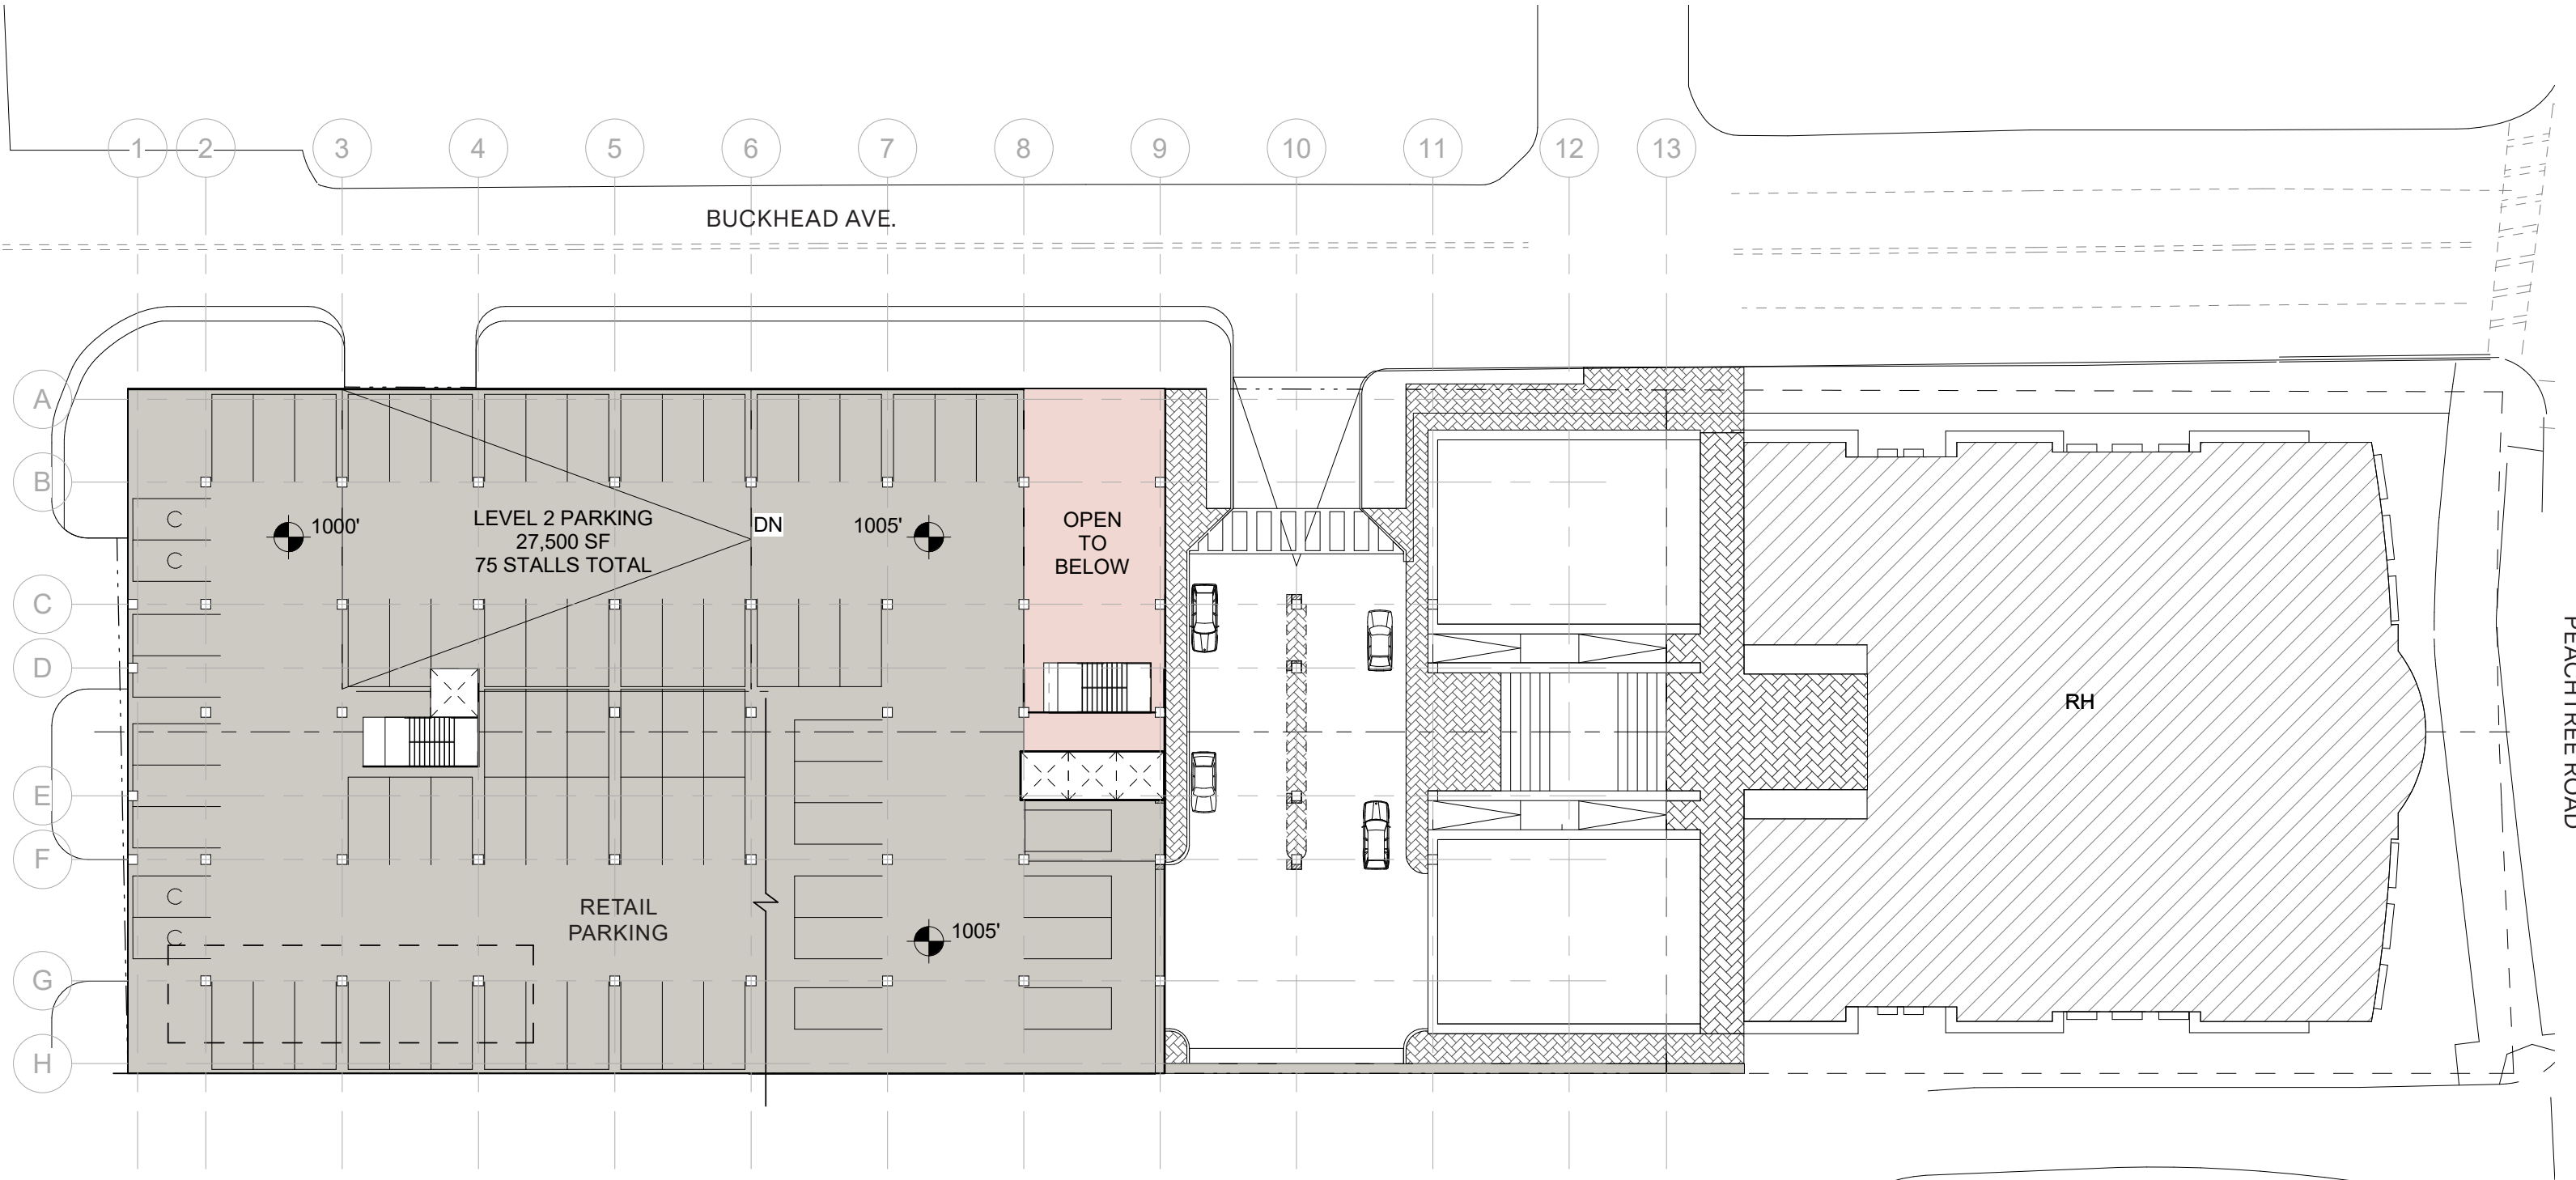 1 2 3 4 5 6 7 8 9 10 11 12 13
BUCKHEAD AVE.
A
B
C
D
E
F
G
H
C
C
1000'
LEVEL 2 PARKING
27,500 SF
75 STALLS TOTAL
DN
1005'
OPEN
TO
BELOW
RH
PEACHTREE ROAD
C
C
RETAIL
PARKING
1005'